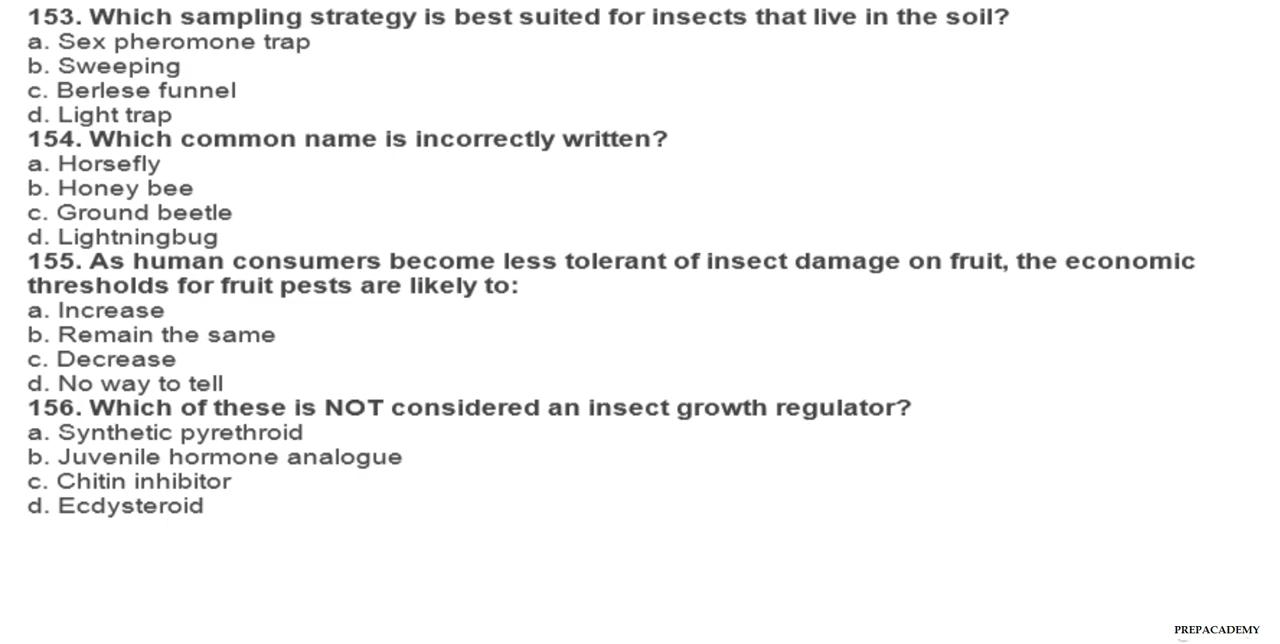 153. Which sampling strategy is best suited for insects that live in the soil?
a. Sex pheromone trap
b. Sweeping
c. Berlese funnel
d. Light trap
154. Which common name is incorrectly written?
a. Horsefly
b. Honey bee
c. Ground beetle
d. Lightningbug
155. As human consumers become less tolerant of insect damage on fruit, the economic
thresholds for fruit pests are likely to:
a. Increase
b. Remain the same
c. Decrease
d. No way to tell
156. Which of these is NOT considered an insect growth regulator?
a. Synthetic pyrethroid
b. Juvenile hormone analogue
c. Chitin inhibitor
d. Ecdysteroid
PREPACADEMY